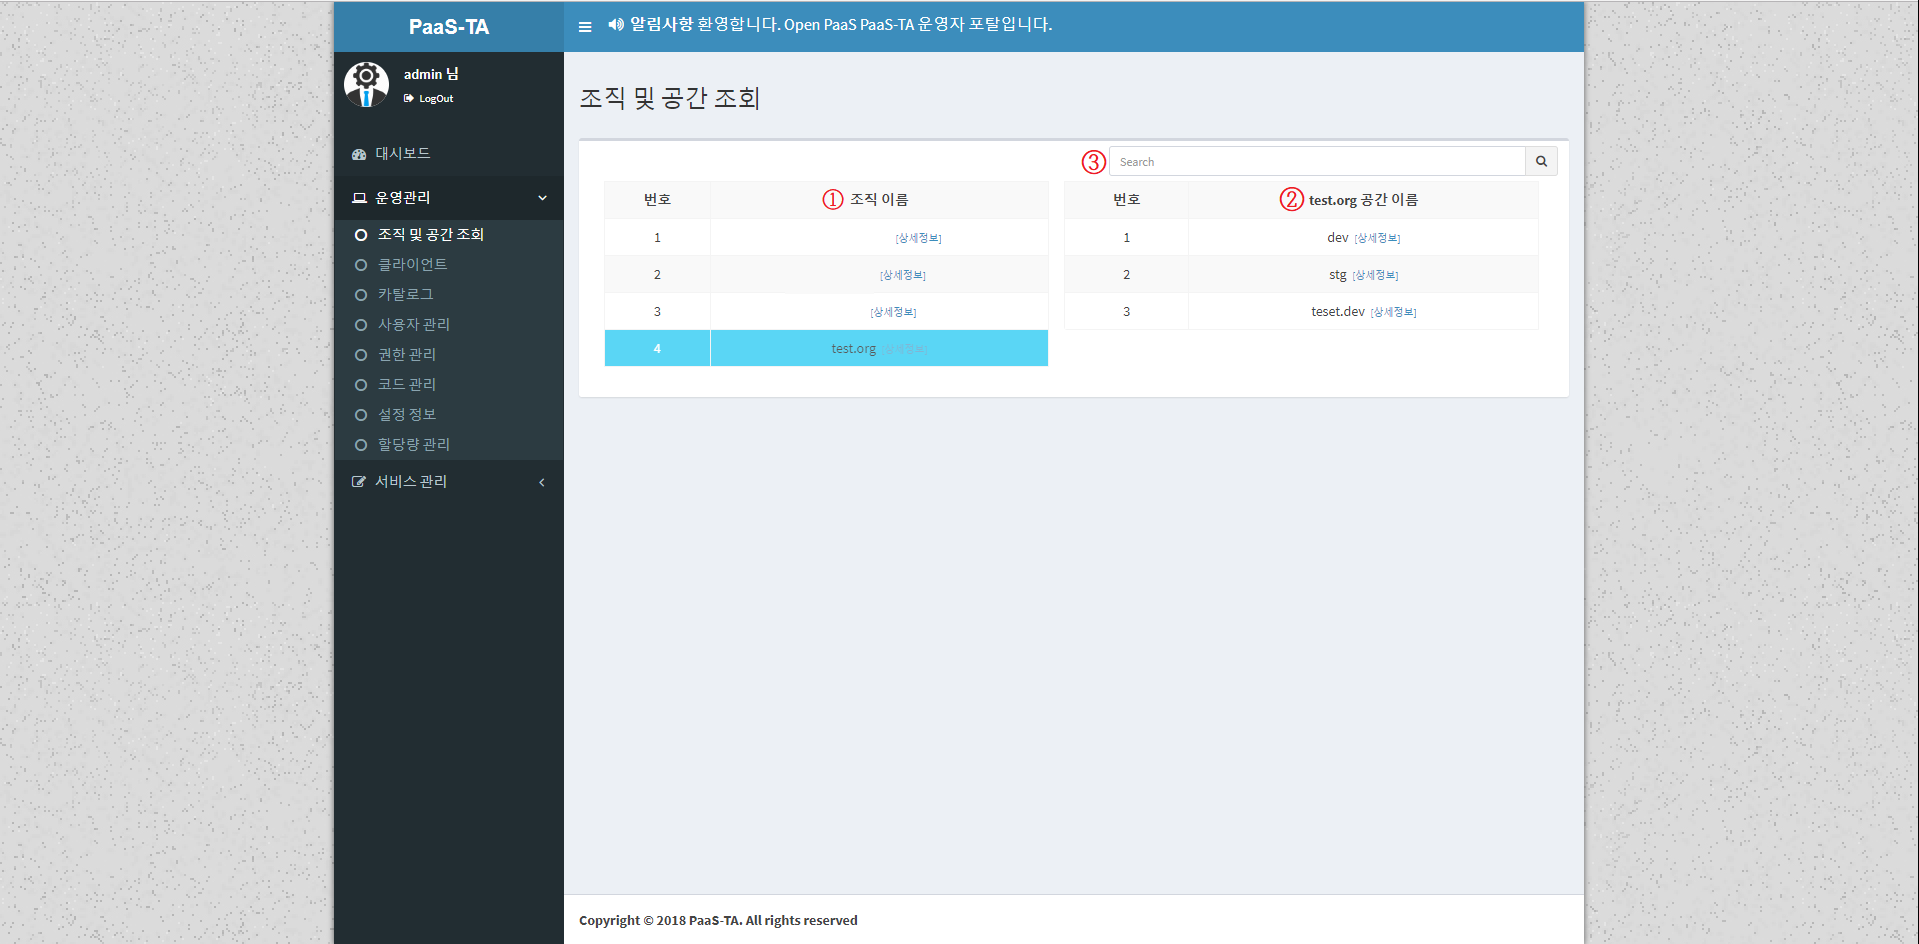 PaaS-TA
알림사항 환영합니다. Open PaaS PaaS-TA 운영자 포탈입니다.
admin 님
LogOut
대시보드
운영관리
조직 및 공간 조회
클라이언트
카탈로그
사용자 관리
권한 관리
코드 관리
설정 정보
할당량 관리
서비스 관리
조직 및 공간 조회
③ Search
번호 ① 조직 이름
1 [상세정보]
2 [상세정보]
3 [상세정보]
4 test.org [상세정보]
번호 ② test.org 공간 이름
1 dev [상세정보]
2 stg [상세정보]
3 teset.dev [상세정보]
Copyright © 2018 PaaS-TA. All rights reserved